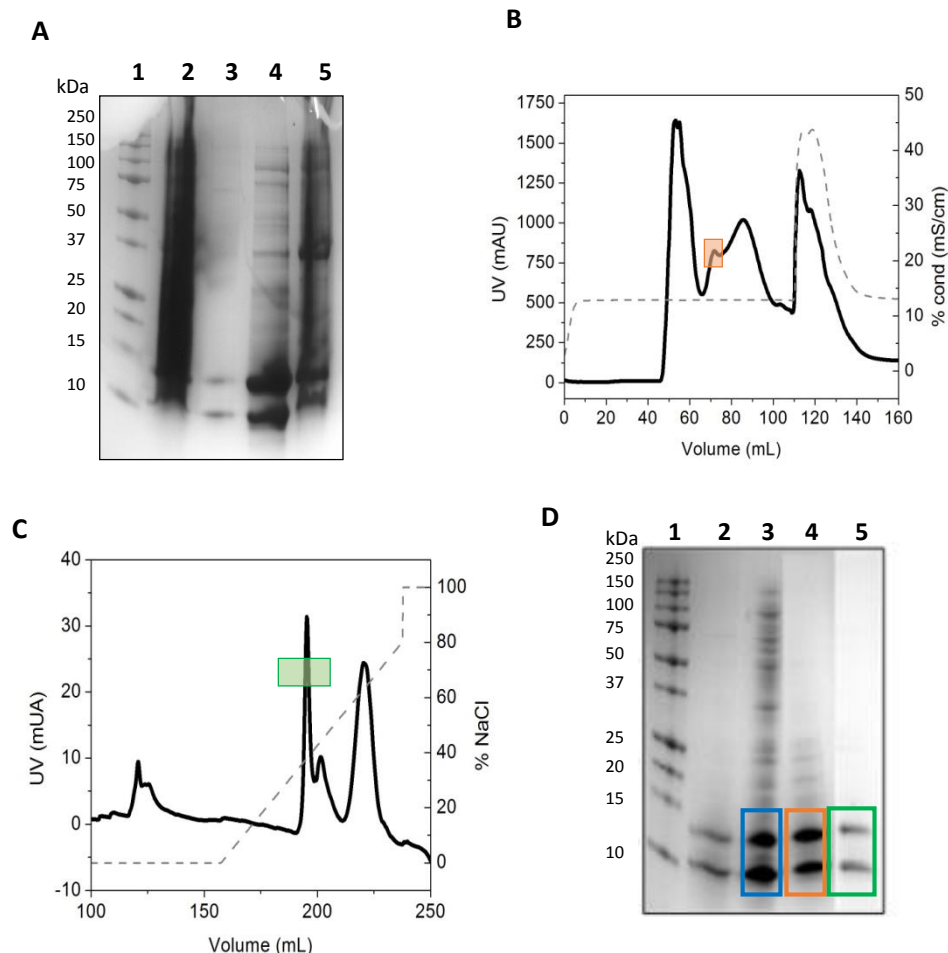 A
1 2 3 4 5
kDa
250
150
100
75
50
37
25
20
15
10
B
1750
1500
1250
1000
750
500
250
0
UV (mAU)
0 20 40 60 80 100 120 140 160
Volume (mL)
50
40
30
20
10
0
% cond (mS/cm)
C
40
30
20
10
0
-10
UV (mUA)
100 150 200 250
Volume (mL)
100
80
60
40
20
0
% NaCl
D
1 2 3 4 5
kDa
250
150
100
75
50
37
25
20
15
10